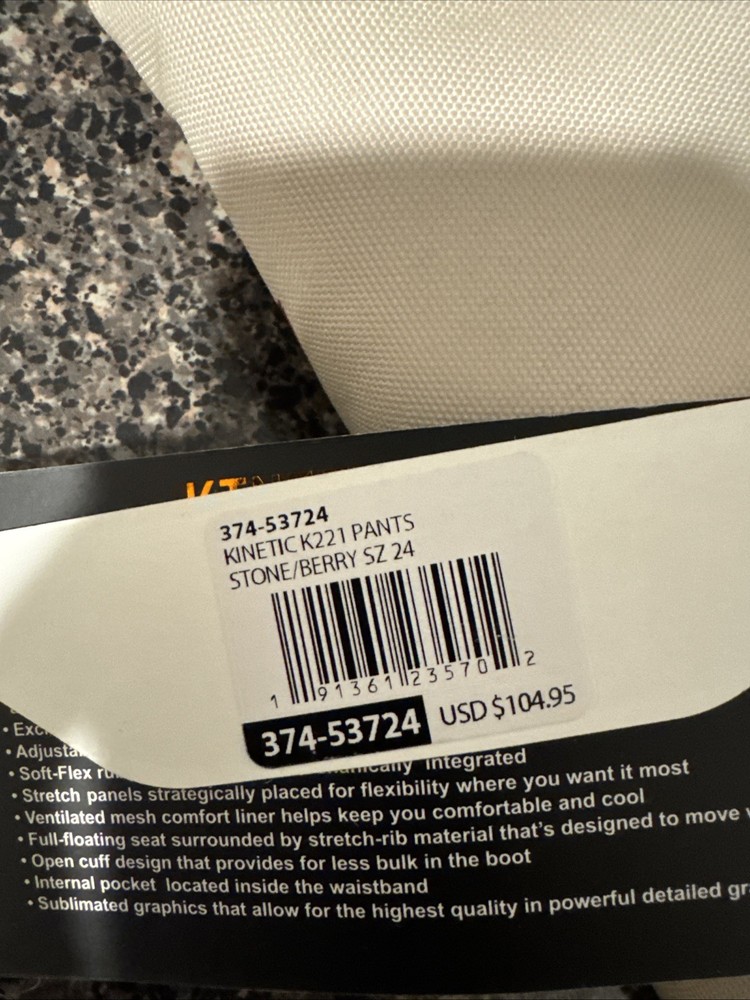 374-53724
KINETIC K221 PANTS
STONE/BERRY SZ 24
1 91361 23570 2
374-53724 USD $104.95
• Adjusta
• Soft-Flex integrated
• Stretch panels strategically placed for flexibility where you want it most
• Ventilated mesh comfort liner helps keep you comfortable and cool
• Full-floating seat surrounded by stretch-rib material that's designed to move
• Open cuff design that provides for less bulk in the boot
• Internal pocket located inside the waistband
• Sublimated graphics that allow for the highest quality in powerful detailed gr